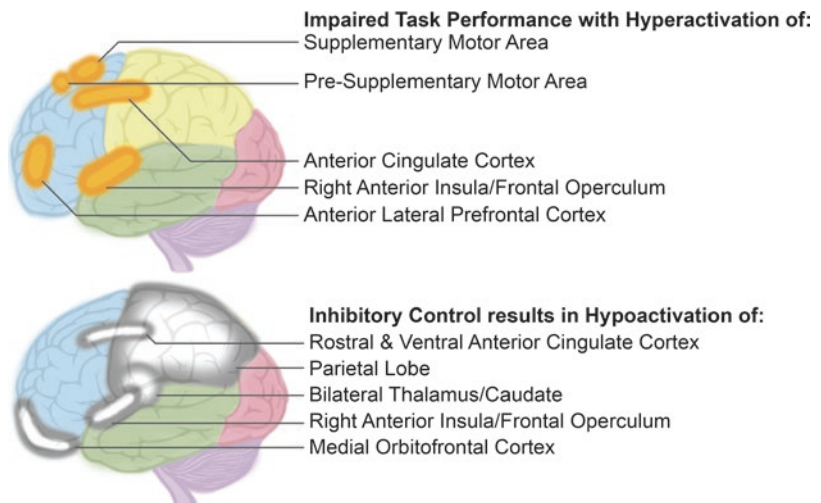 Impaired Task Performance with Hyperactivation of:
Supplementary Motor Area
Pre-Supplementary Motor Area
Anterior Cingulate Cortex
Right Anterior Insula/Frontal Operculum
Anterior Lateral Prefrontal Cortex
Inhibitory Control results in Hypoactivation of:
Rostral & Ventral Anterior Cingulate Cortex
Parietal Lobe
Bilateral Thalamus/Caudate
Right Anterior Insula/Frontal Operculum
Medial Orbitofrontal Cortex